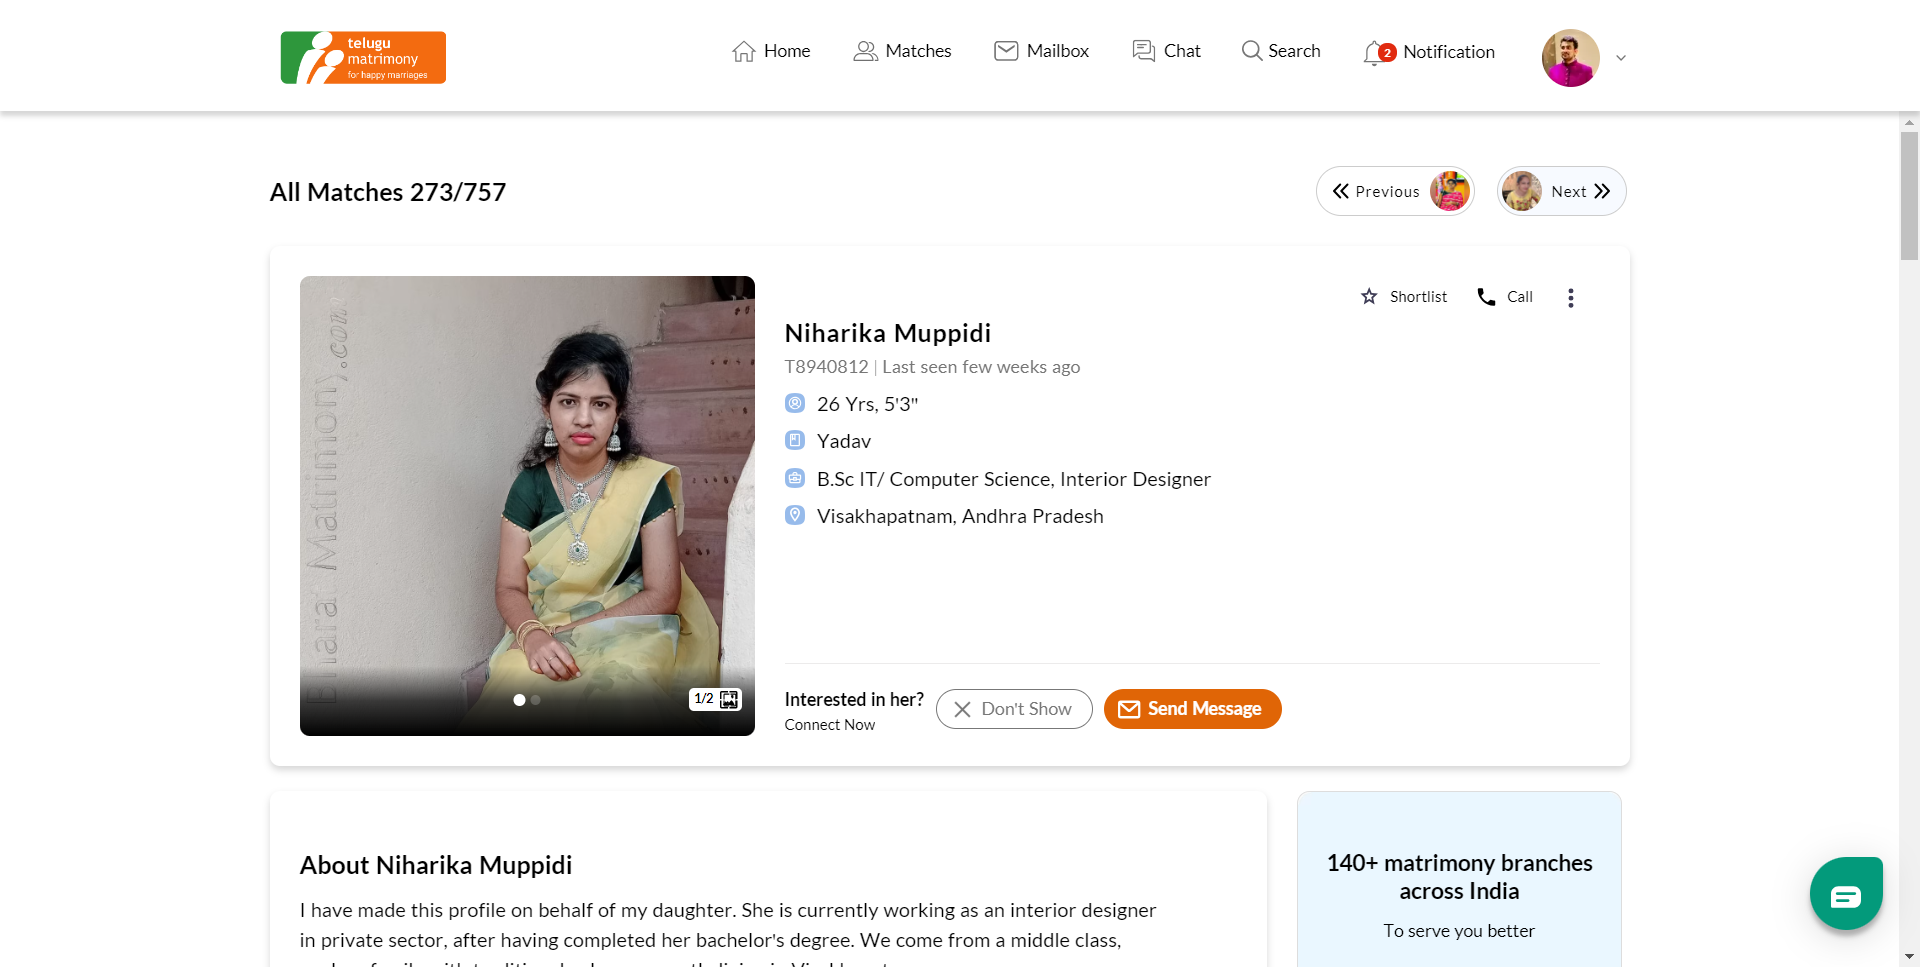 telugu
matrimony
for happy marriages
Home
Matches
Mailbox
Chat
Search
2
Notification
All Matches 273/757
Previous
Next
Bharat Matrimony.com
Shortlist
Call
Niharika Muppidi
T8940812 | Last seen few weeks ago
26 Yrs, 5'3"
Yadav
B.Sc IT/ Computer Science, Interior Designer
Visakhapatnam, Andhra Pradesh
1/2
Interested in her?
Connect Now
Don't Show
Send Message
About Niharika Muppidi
I have made this profile on behalf of my daughter. She is currently working as an interior designer
in private sector, after having completed her bachelor's degree. We come from a middle class,
140+ matrimony branches
across India
To serve you better